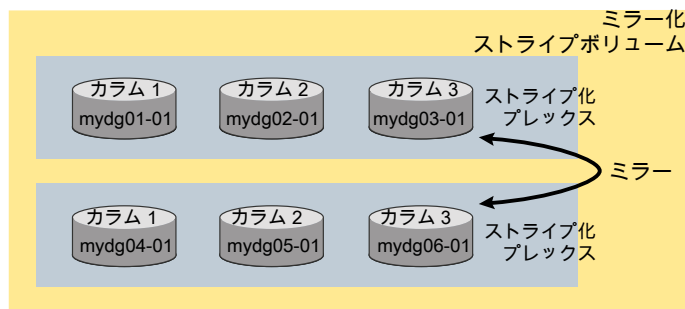 ミラー化
ストライプボリューム
カラム 1
mydg01-01
カラム 2
mydg02-01
カラム 3
mydg03-01
ストライプ化
プレックス
ミラー
カラム 1
mydg04-01
カラム 2
mydg05-01
カラム 3
mydg06-01
ストライプ化
プレックス